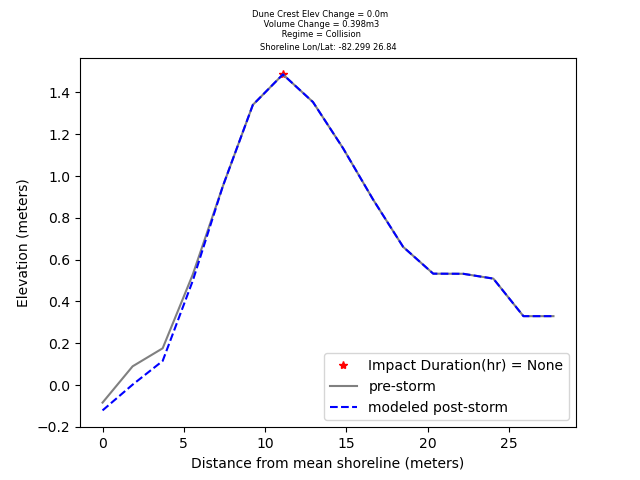 Dune Crest Elev Change = 0.0m
Volume Change = 0.398m3
Regime = Collision
Shoreline Lon/Lat: -82.299 26.84
Elevation (meters)
1.4
1.2
1.0
0.8
0.6
0.4
0.2
0.0
−0.2
Impact Duration(hr) = None
pre-storm
modeled post-storm
0 5 10 15 20 25
Distance from mean shoreline (meters)